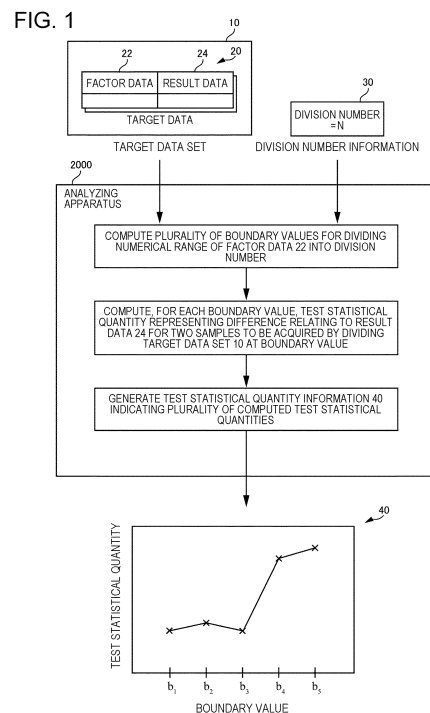 FIG. 1
10
22
24
20
FACTOR DATA
RESULT DATA
TARGET DATA
TARGET DATA SET
30
DIVISION NUMBER
=N
DIVISION NUMBER INFORMATION
2000
ANALYZING
APPARATUS
COMPUTE PLURALITY OF BOUNDARY VALUES FOR DIVIDING
NUMERICAL RANGE OF FACTOR DATA 22 INTO DIVISION
NUMBER
COMPUTE, FOR EACH BOUNDARY VALUE, TEST STATISTICAL
QUANTITY REPRESENTING DIFFERENCE RELATING TO RESULT
DATA 24 FOR TWO SAMPLES TO BE ACQUIRED BY DIVIDING
TARGET DATA SET 10 AT BOUNDARY VALUE
GENERATE TEST STATISTICAL QUANTITY INFORMATION 40
INDICATING PLURALITY OF COMPUTED TEST STATISTICAL
QUANTITIES
40
TEST STATISTICAL QUANTITY
b₁ b₂ b₃ b₄ b₅
BOUNDARY VALUE